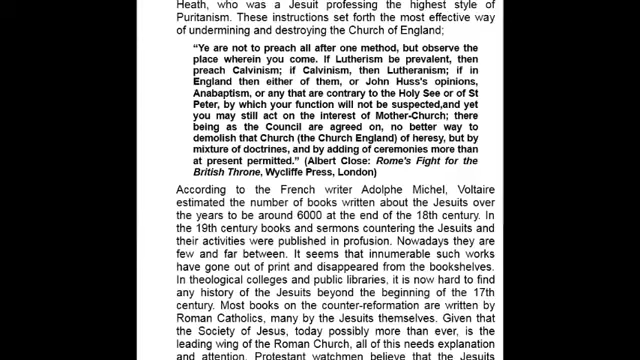 Heath, who was a Jesuit professing the highest style of
Puritanism. These instructions set forth the most effective way
of undermining and destroying the Church of England;
“Ye are not to preach all after one method, but observe the
place wherein you come. If Lutherism be prevalent, then
preach Calvinism; if Calvinism, then Lutheranism; if in
England then either of them, or John Huss's opinions,
Anabaptism, or any that are contrary to the Holy See or of St
Peter, by which your function will not be suspected,and yet
you may still act on the interest of Mother-Church; there
being as the Council are agreed on, no better way to
demolish that Church (the Church England) of heresy, but by
mixture of doctrines, and by adding of ceremonies more than
at present permitted.” (Albert Close: Rome's Fight for the
British Throne, Wycliffe Press, London)
According to the French writer Adolphe Michel, Voltaire
estimated the number of books written about the Jesuits over
the years to be around 6000 at the end of the 18th century. In
the 19th century books and sermons countering the Jesuits and
their activities were published in profusion. Nowadays they are
few and far between. It seems that innumerable such works
have gone out of print and disappeared from the bookshelves.
In theological colleges and public libraries, it is now hard to find
any history of the Jesuits beyond the beginning of the 17th
century. Most books on the counter-reformation are written by
Roman Catholics, many by the Jesuits themselves. Given that
the Society of Jesus, today possibly more than ever, is the
leading wing of the Roman Church, all of this needs explanation
and attention. Protestant watchmen believe that the Jesuits